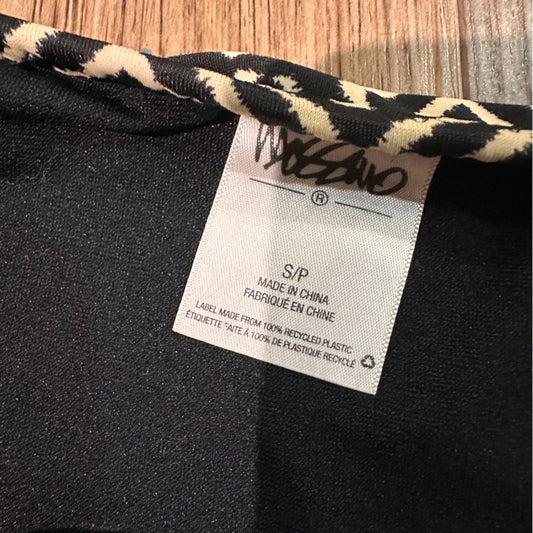 MOSSIMO
®
S/P
MADE IN CHINA
FABRIQUÉ EN CHINE
LABEL MADE FROM 100% RECYCLED PLASTIC
ÉTIQUETTE FAITE À 100% DE PLASTIQUE RECYCLÉ